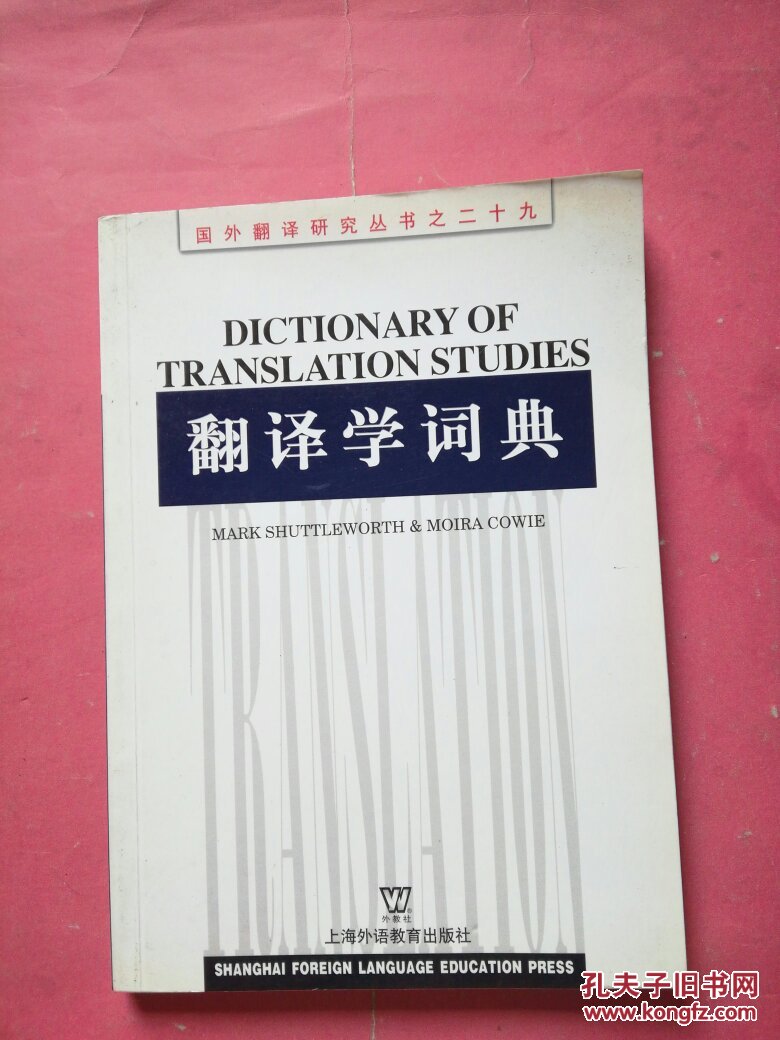 国外翻译研究丛书之二十九
DICTIONARY OF
TRANSLATION STUDIES
翻译学词典
MARK SHUTTLEWORTH & MOIRA COWIE
TRANSLATION
W®
外教社
上海外语教育出版社
SHANGHAI FOREIGN LANGUAGE EDUCATION PRESS
孔夫子旧书网
www.kongfz.com